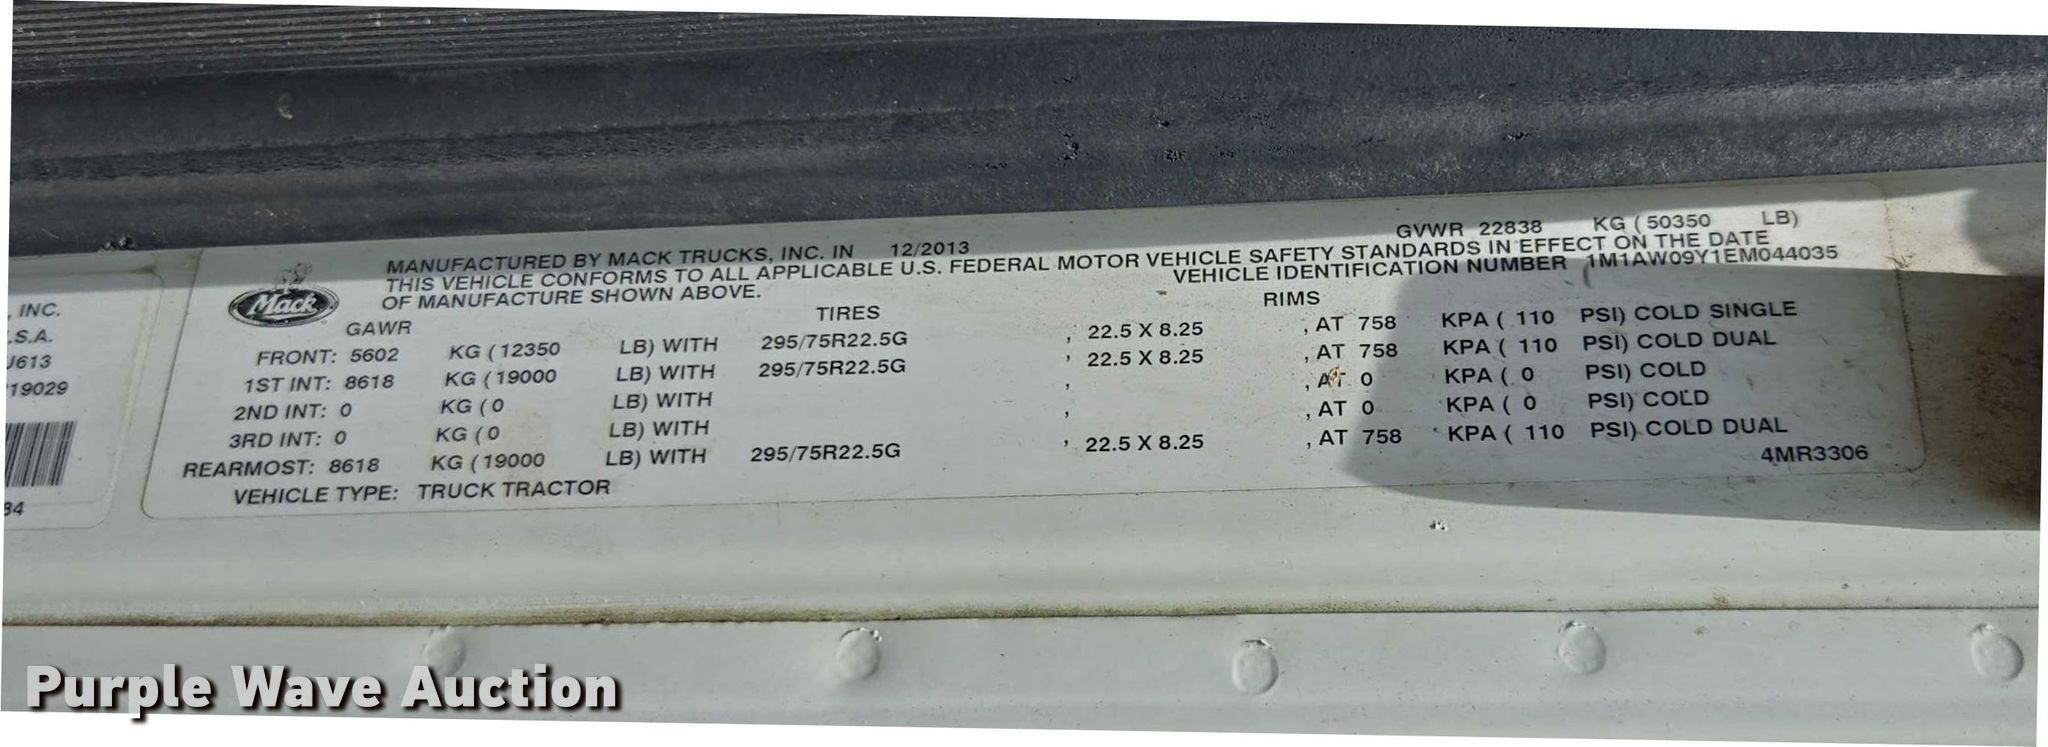 MANUFACTURED BY MACK TRUCKS, INC. IN 12/2013 GVWR 22838 KG ( 50350 LB)
THIS VEHICLE CONFORMS TO ALL APPLICABLE U.S. FEDERAL MOTOR VEHICLE SAFETY STANDARDS IN EFFECT ON THE DATE
OF MANUFACTURE SHOWN ABOVE. VEHICLE IDENTIFICATION NUMBER 1M1AW09Y1EM044035
Mack
GAWR TIRES RIMS
FRONT: 5602 KG ( 12350 LB) WITH 295/75R22.5G , 22.5 X 8.25 , AT 758 KPA ( 110 PSI) COLD SINGLE
1ST INT: 8618 KG ( 19000 LB) WITH 295/75R22.5G , 22.5 X 8.25 , AT 758 KPA ( 110 PSI) COLD DUAL
2ND INT: 0 KG ( 0 LB) WITH , , AT 0 KPA ( 0 PSI) COLD
3RD INT: 0 KG ( 0 LB) WITH , , AT 0 KPA ( 0 PSI) COLD
REARMOST: 8618 KG ( 19000 LB) WITH 295/75R22.5G , 22.5 X 8.25 , AT 758 KPA ( 110 PSI) COLD DUAL
VEHICLE TYPE: TRUCK TRACTOR 4MR3306
, INC.
.S.A.
U613
19029
34
Purple Wave Auction